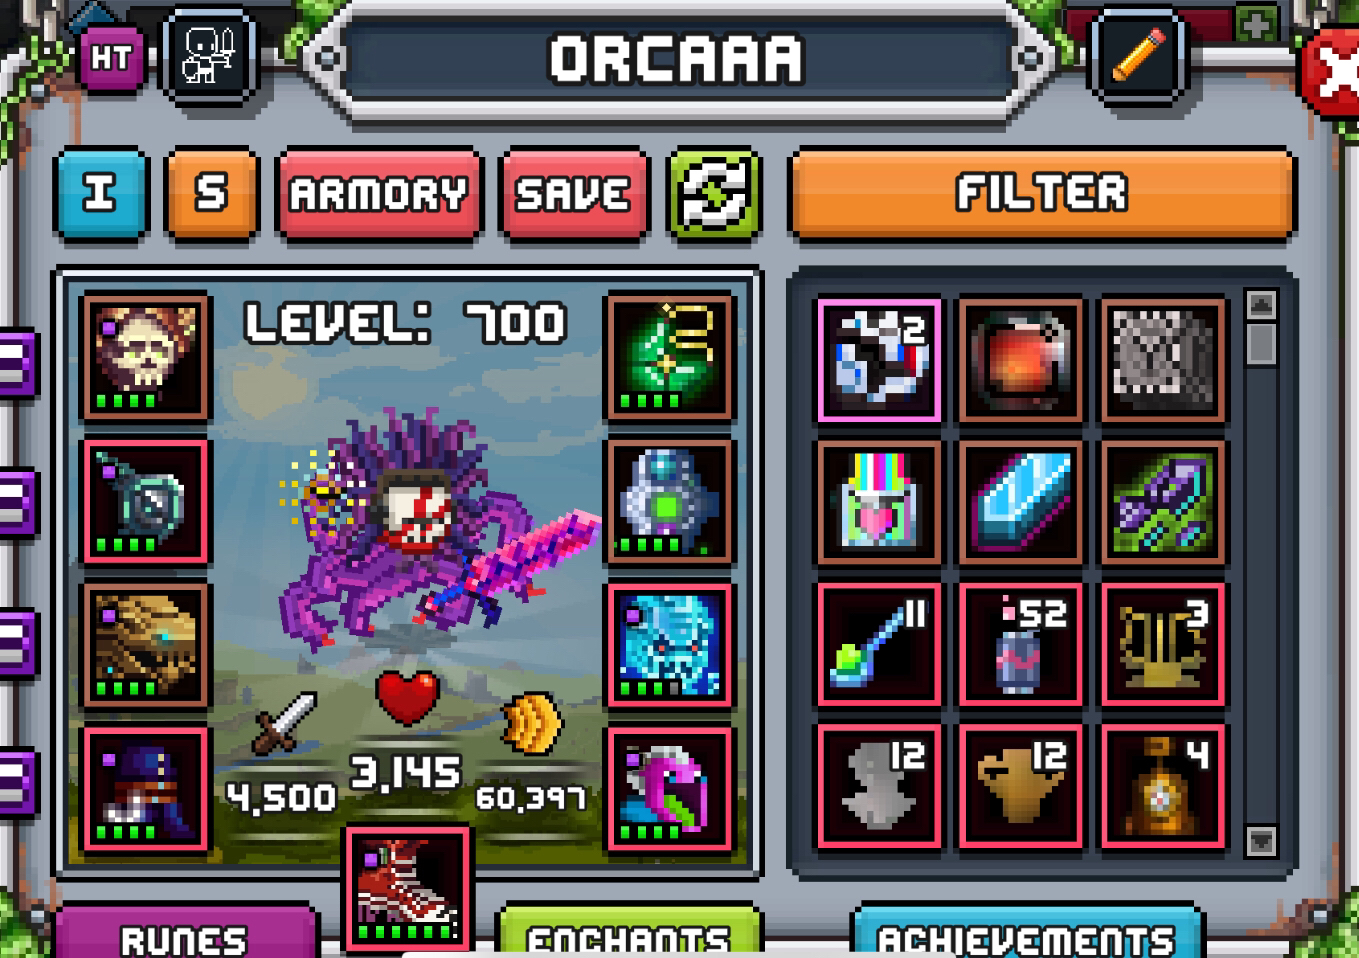 HT
ORCAAA
I
S
ARMORY
SAVE
FILTER
LEVEL: 700
2
11
52
3
12
12
4
4,500
3,145
60,397
RUNES
ENCHANTS
ACHIEVEMENTS